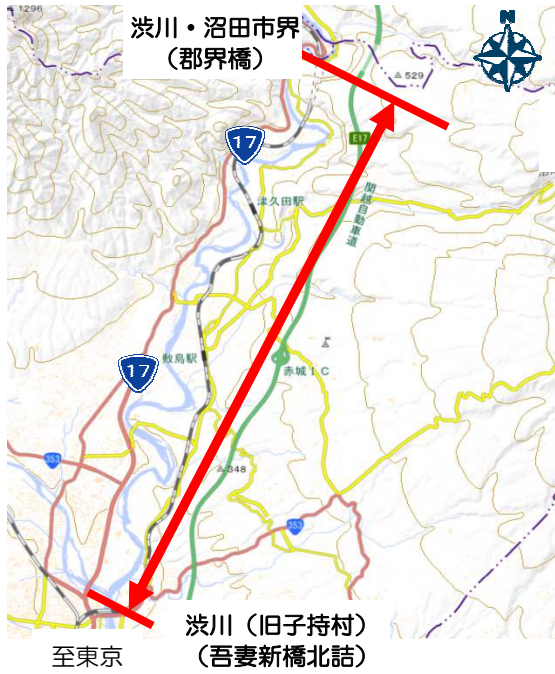 1296
渋川・沼田市界
（郡界橋）
N
529
E17
17
津久田駅
関越自動車道
17
敷島駅
赤城IC
353
348
353
渋川（旧子持村）
（吾妻新橋北詰）
至東京